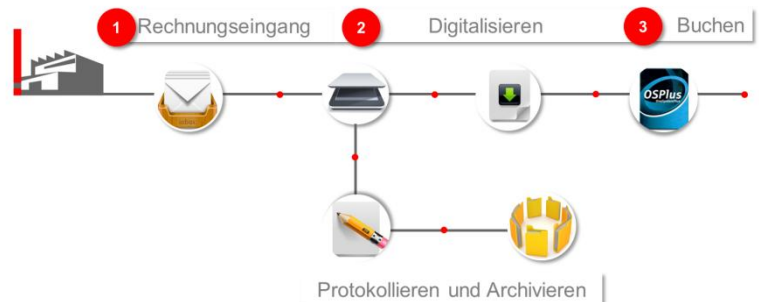 1 Rechnungseingang
2 Digitalisieren
3 Buchen
OSPlus
Protokollieren und Archivieren